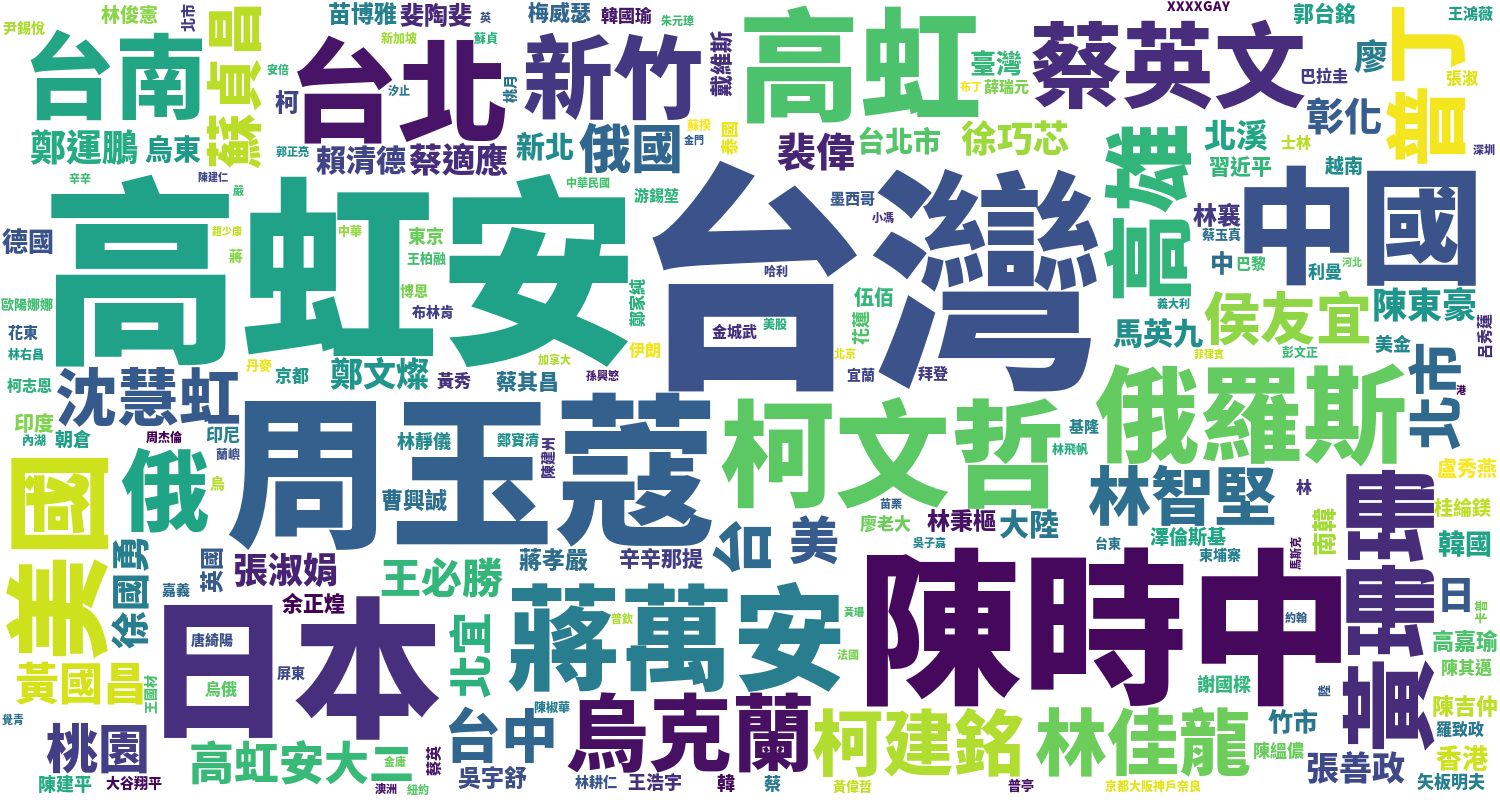 尹錫悅
林俊憲
北市
苗博雅
斐陶斐
英
梅威瑟
韓國瑜
朱元璋
XXXXGAY
郭台銘
王鴻薇
新加坡
蘇貞
台南
蘇貞昌
安倍
台北
汐止
桃月
新竹
戴維斯
高虹
臺灣
布丁
薛瑞元
蔡英文
巴拉圭
廖
普丁
張淑
柯
鄭運鵬
烏東
郭正亮
賴清德
蔡適應
新北
俄國
蘇揆
金門
泰國
裴偉
台北市
徐巧芯
彰化
北溪
士林
深圳
習近平
越南
辛辛
陳建仁
嚴
中華民國
游錫堃
墨西哥
小馮
高雄
林襄
蔡玉真
中國
德國
高虹安
趙少康
蔣
中華
東京
王柏融
台灣
哈利
中
巴黎
利曼
河北
歐陽娜娜
博恩
布林肯
鄭家純
金城武
美股
伍佰
花蓮
義大利
侯友宜
陳東豪
花東
馬英九
美金
呂秀蓮
林右昌
丹麥
加拿大
伊朗
北京
菲律賓
彭文正
柯志恩
沈慧虹
京都
鄭文燦
黃秀
蔡其昌
孫興慜
宜蘭
拜登
北市
港
印度
內湖
朝倉
周杰倫
印尼
蘭嶼
周玉蔻
林靜儀
鄭寶清
陳建州
柯文哲
基隆
林飛帆
俄羅斯
美國
俄
烏
曹興誠
苗栗
廖老大
吳子嘉
林秉樞
大陸
林智堅
林
黃珊珊
盧秀燕
桂綸鎂
南韓
韓國
徐國勇
英國
嘉義
張淑娟
余正煌
王必勝
蔣孝嚴
辛辛那提
台
美
台東
澤倫斯基
柬埔寨
馬斯克
日本
唐綺陽
烏俄
屏東
北宜
蔣萬安
普欽
黃珊
法國
陳時中
約翰
日
卡普
高嘉瑜
陳其邁
黃國昌
王國材
覺青
桃園
謝國樑
陸
陳吉仲
羅致政
高虹安大二
金庫
蔡英
台中
陳椒華
烏克蘭
柯建銘
林佳龍
竹市
陳縕儂
張善政
香港
陳建平
大谷翔平
澳洲
紐約
吳宇舒
林耕仁
王浩宇
韓
蔡
黃偉哲
普亭
京都大阪神戶奈良
矢板明夫